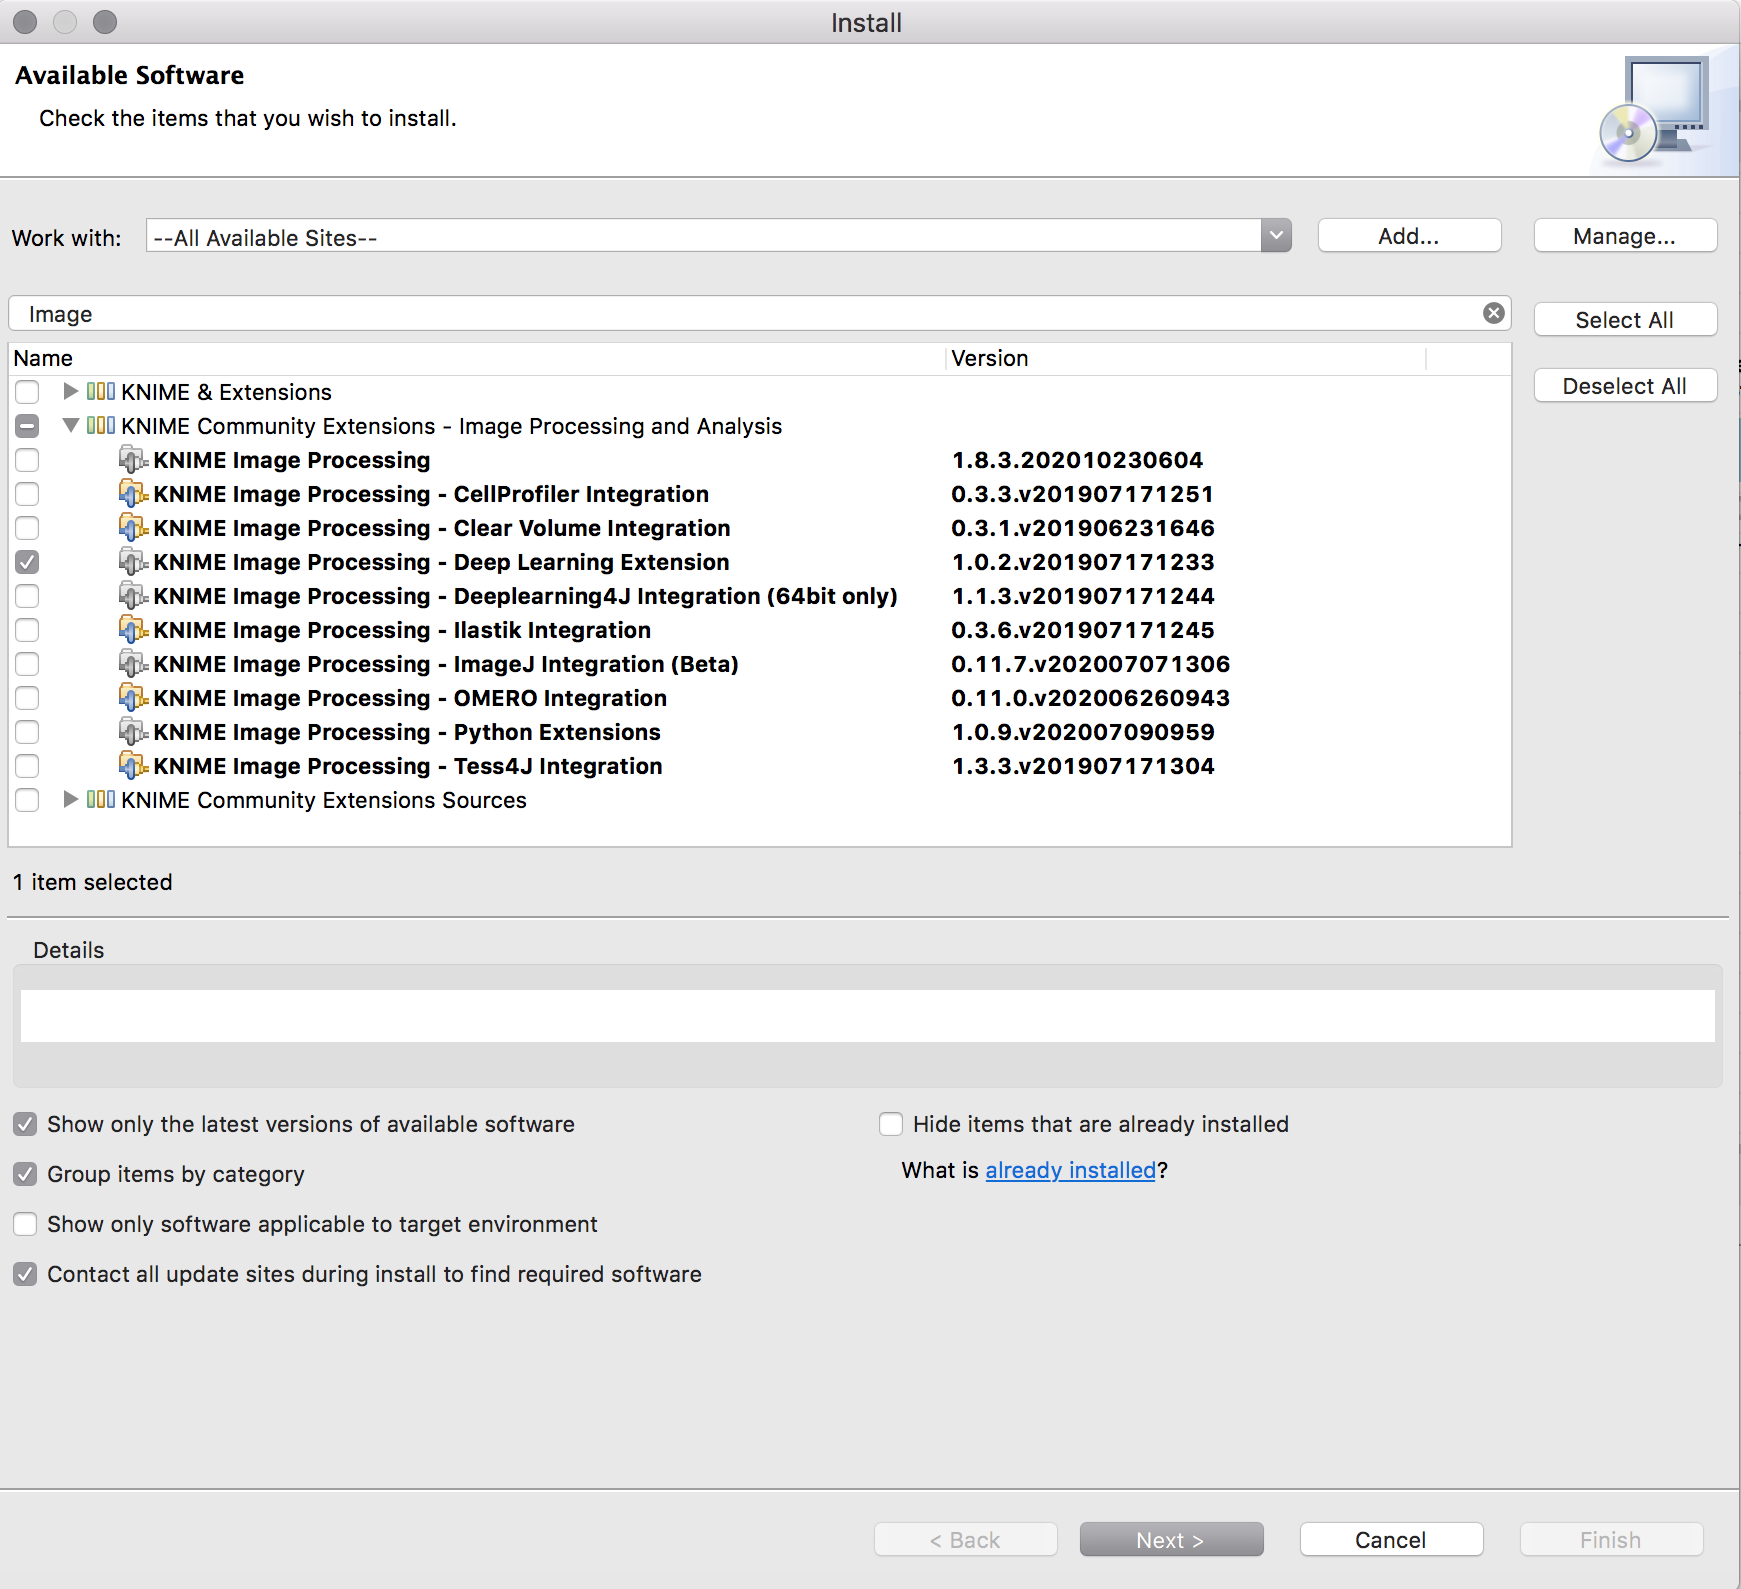 Install
Available Software
Check the items that you wish to install.
Work with: --All Available Sites-- Add... Manage...
Image
Select All
Name Version
Deselect All
KNIME & Extensions
KNIME Community Extensions - Image Processing and Analysis
KNIME Image Processing 1.8.3.202010230604
KNIME Image Processing - CellProfiler Integration 0.3.3.v201907171251
KNIME Image Processing - Clear Volume Integration 0.3.1.v201906231646
KNIME Image Processing - Deep Learning Extension 1.0.2.v201907171233
KNIME Image Processing - Deeplearning4J Integration (64bit only) 1.1.3.v201907171244
KNIME Image Processing - Ilastik Integration 0.3.6.v201907171245
KNIME Image Processing - ImageJ Integration (Beta) 0.11.7.v202007071306
KNIME Image Processing - OMERO Integration 0.11.0.v202006260943
KNIME Image Processing - Python Extensions 1.0.9.v202007090959
KNIME Image Processing - Tess4J Integration 1.3.3.v201907171304
KNIME Community Extensions Sources
1 item selected
Details
Show only the latest versions of available software Hide items that are already installed
Group items by category What is already installed?
Show only software applicable to target environment
Contact all update sites during install to find required software
< Back Next > Cancel Finish